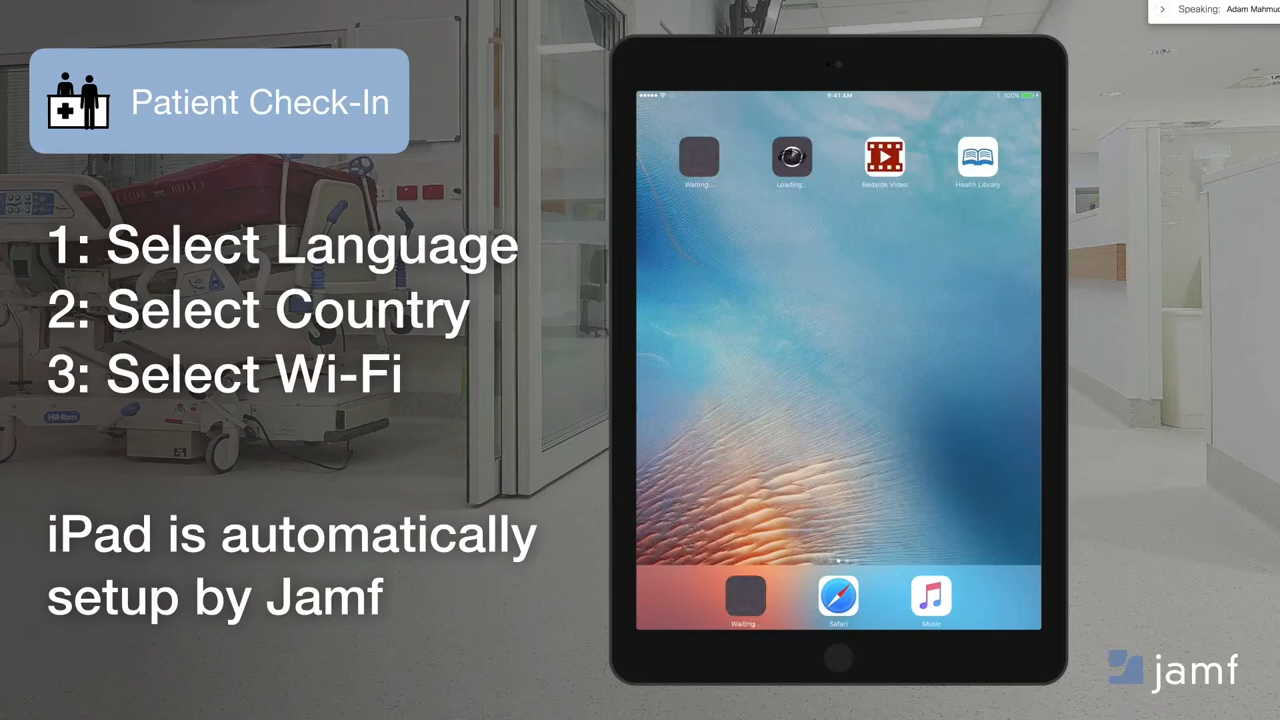 Speaking: Adam Mahmud
Patient Check-In
1: Select Language
2: Select Country
3: Select Wi-Fi
iPad is automatically
setup by Jamf
9:41 AM
100%
Waiting...
Loading...
Bedside Video
Health Library
Waiting...
Safari
Music
Hill-Rom
jamf